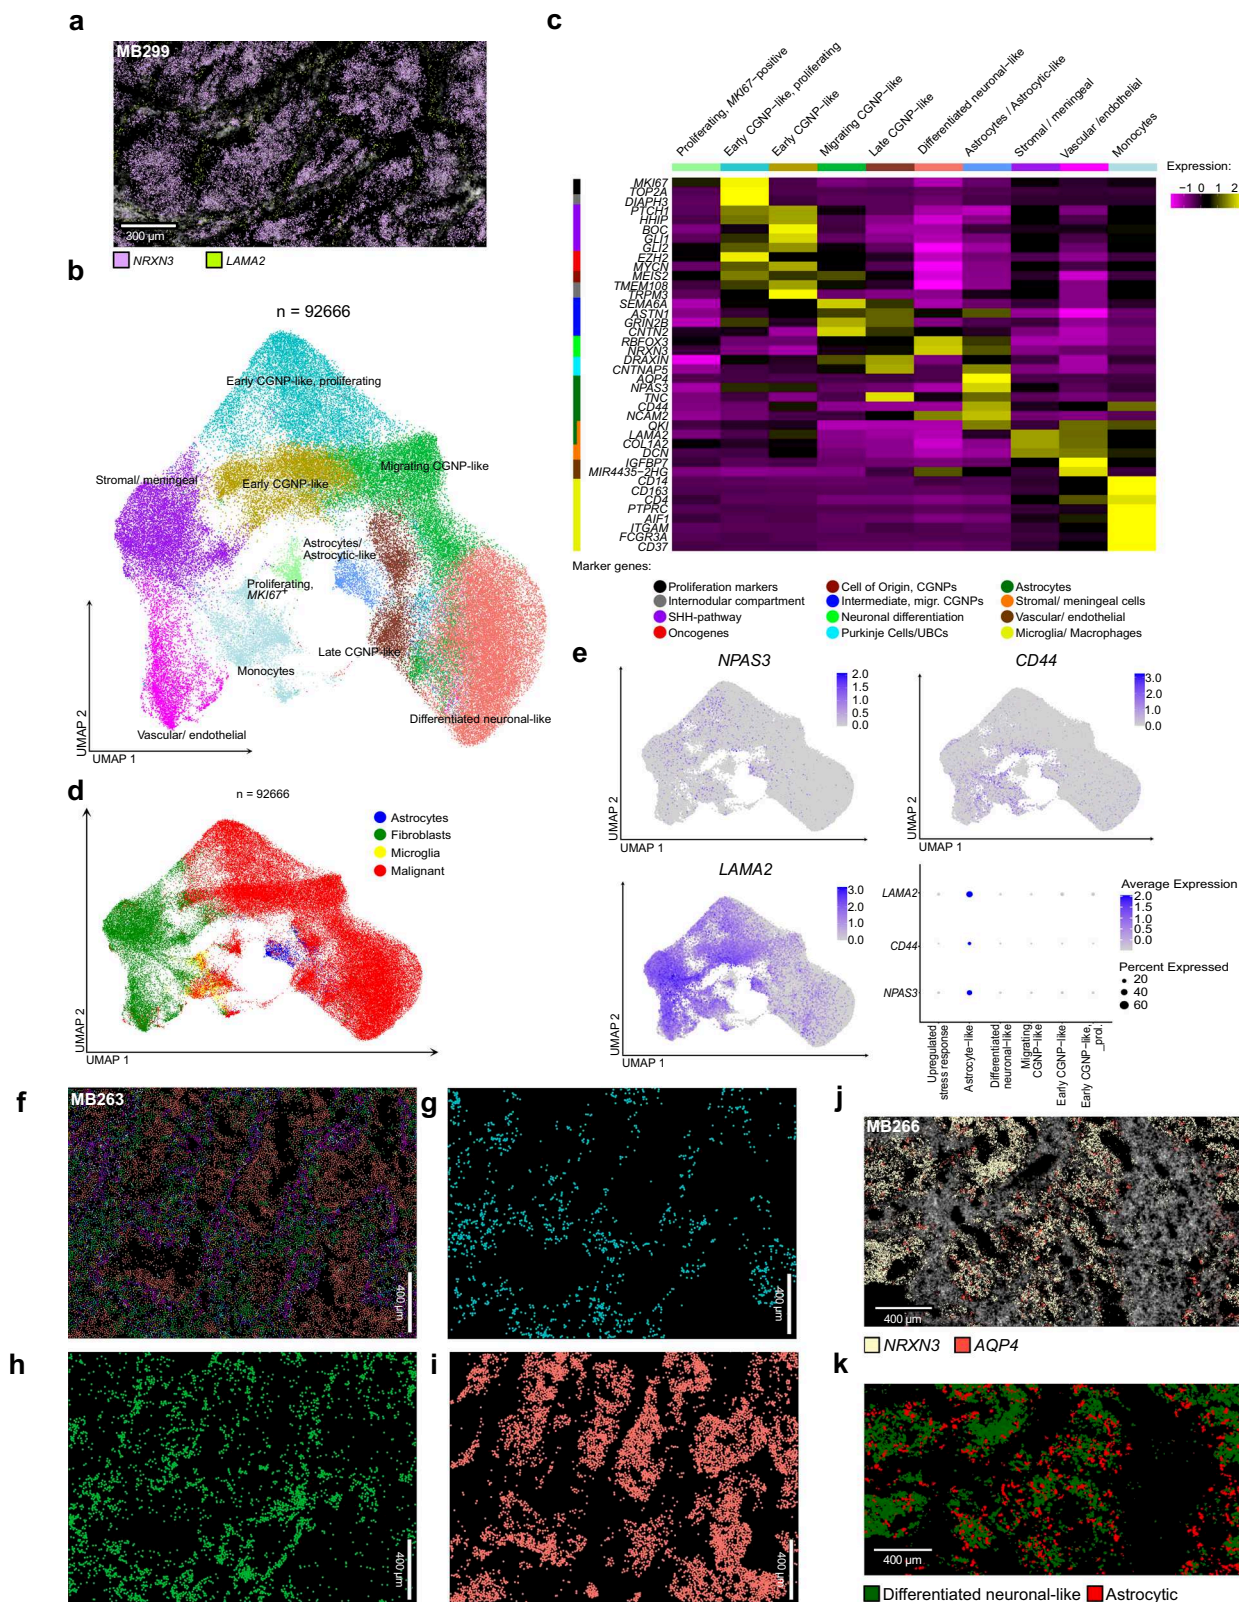 a
MB299
300 µm
NRXN3 LAMA2
b
n = 92666
Early CGNP-like, proliferating
Migrating CGNP-like
Stromal/ meningeal
Early CGNP-like
Astrocytes/
Astrocytic-like
Proliferating,
MKI67+
Late CGNP-like
Monocytes
Differentiated neuronal-like
Vascular/ endothelial
UMAP 2
UMAP 1
c
Proliferating, MKI67-positive
Early CGNP-like, proliferating
Early CGNP-like
Migrating CGNP-like
Late CGNP-like
Differentiated neuronal-like
Astrocytes / Astrocytic-like
Stromal / meningeal
Vascular /endothelial
Monocytes
Expression:
-1 0 1 2
MKI67
TOP2A
DIAPH3
PTCH1
HHIP
BOC
GLI1
GLI2
EZH2
MYCN
MEIS2
TMEM108
TRPM3
SEMA6A
ASTN1
GRIN2B
CNTN2
RBFOX3
NRXN3
DRAXIN
CNTNAP5
AQP4
NPAS3
TNC
CD44
NCAM2
QKI
LAMA2
COL1A2
DCN
IGFBP7
MIR4435-2HG
CD14
CD163
CD4
PTPRC
AIF1
ITGAM
FCGR3A
CD37
Marker genes:
Proliferation markers
Internodular compartment
SHH-pathway
Oncogenes
Cell of Origin, CGNPs
Intermediate, migr. CGNPs
Neuronal differentiation
Purkinje Cells/UBCs
Astrocytes
Stromal/ meningeal cells
Vascular/ endothelial
Microglia/ Macrophages
d
n = 92666
Astrocytes
Fibroblasts
Microglia
Malignant
UMAP 2
UMAP 1
e
NPAS3
2.0
1.5
1.0
0.5
0.0
UMAP 2
UMAP 1
CD44
3.0
2.0
1.0
0.0
UMAP 2
UMAP 1
LAMA2
3.0
2.0
1.0
0.0
UMAP 2
UMAP 1
LAMA2
CD44
NPAS3
Upregulated
stress response
Astrocyte-like
Differentiated
neuronal-like
Migrating
CGNP-like
Early CGNP-like
Early CGNP-like,
_prol.
Average Expression
2.0
1.5
1.0
0.5
0.0
Percent Expressed
20
40
60
f
MB263
400 µm
g
400 µm
h
400 µm
i
400 µm
j
MB266
400 µm
NRXN3 AQP4
k
400 µm
Differentiated neuronal-like Astrocytic